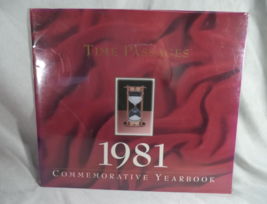 TIME PASSAGES
1981
COMMEMORATIVE YEARBOOK